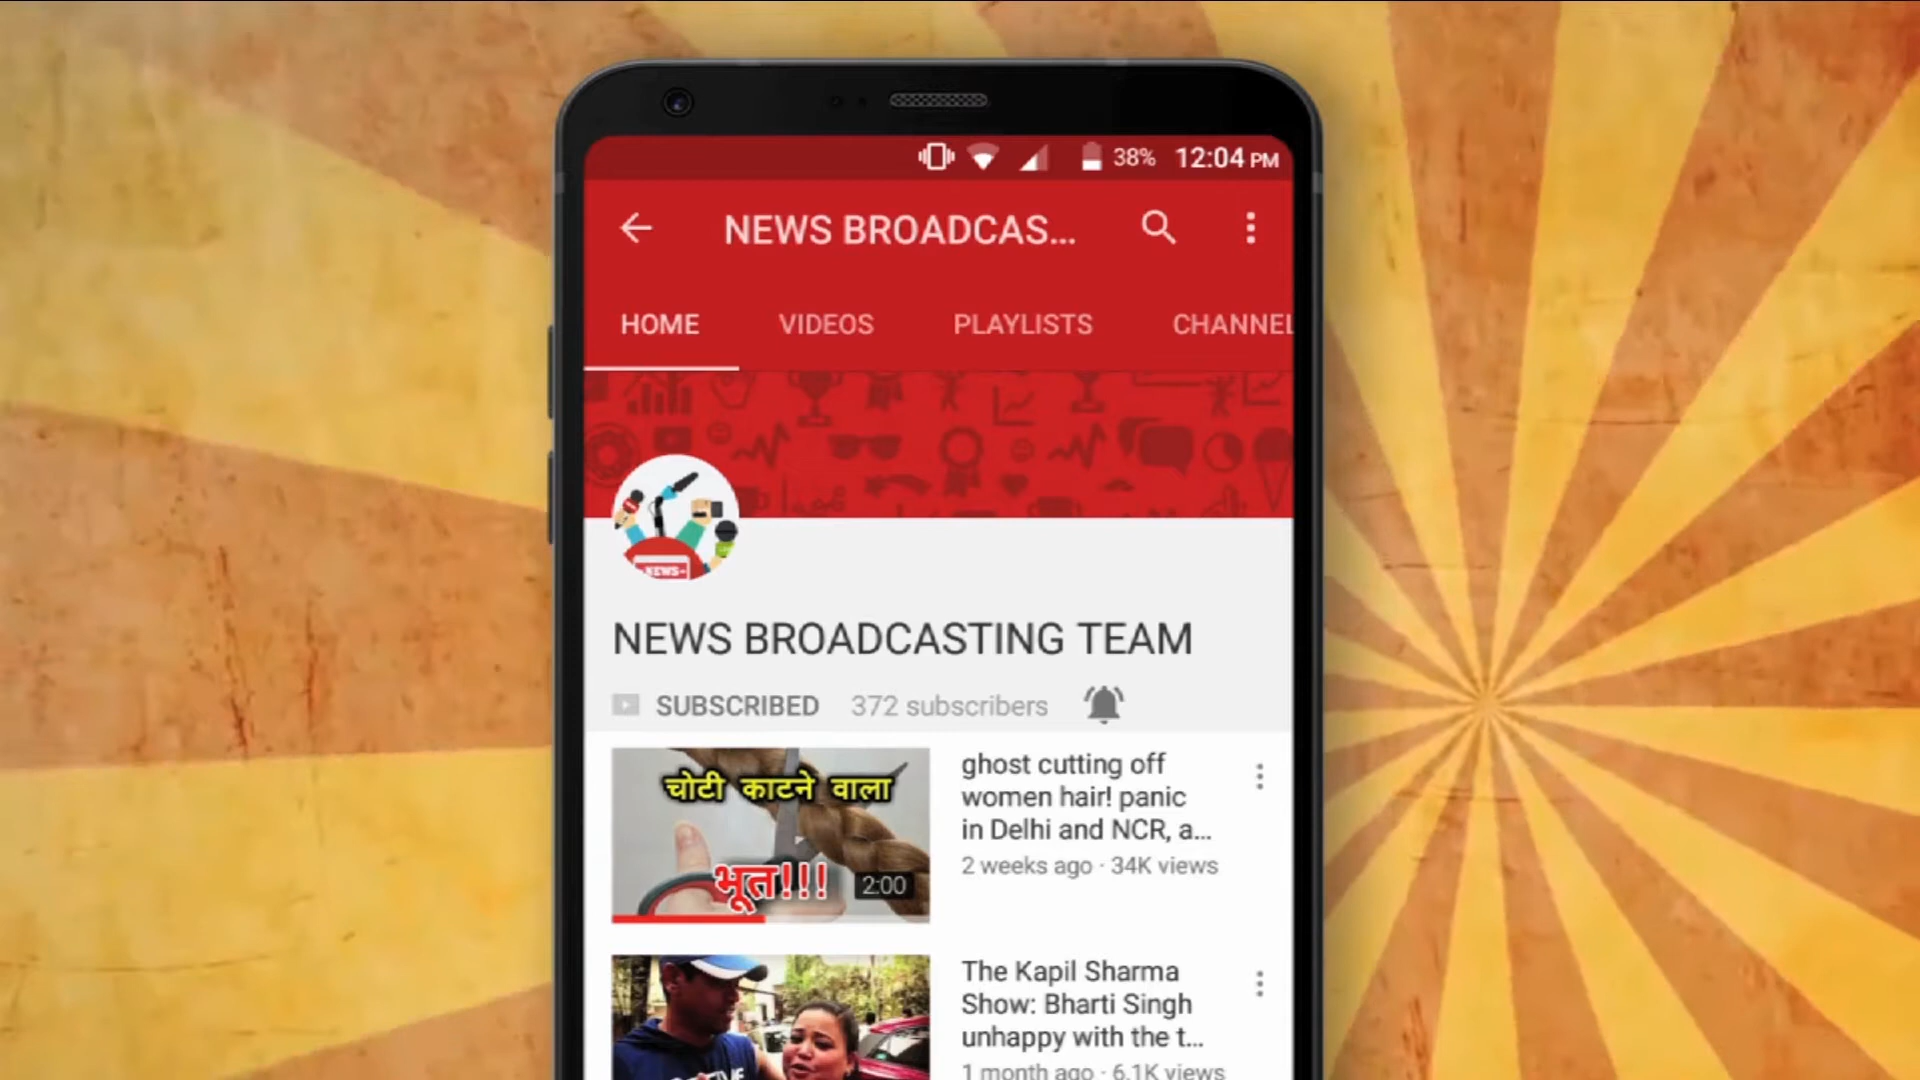 38% 12:04 PM
NEWS BROADCAS...
HOME VIDEOS PLAYLISTS CHANNEL
NEWS
NEWS BROADCASTING TEAM
SUBSCRIBED 372 subscribers
चोटी काटने वाला
भूत!!!
2:00
ghost cutting off
women hair! panic
in Delhi and NCR, a...
2 weeks ago · 34K views
The Kapil Sharma
Show: Bharti Singh
unhappy with the t...
1 month ago · 6.1K views